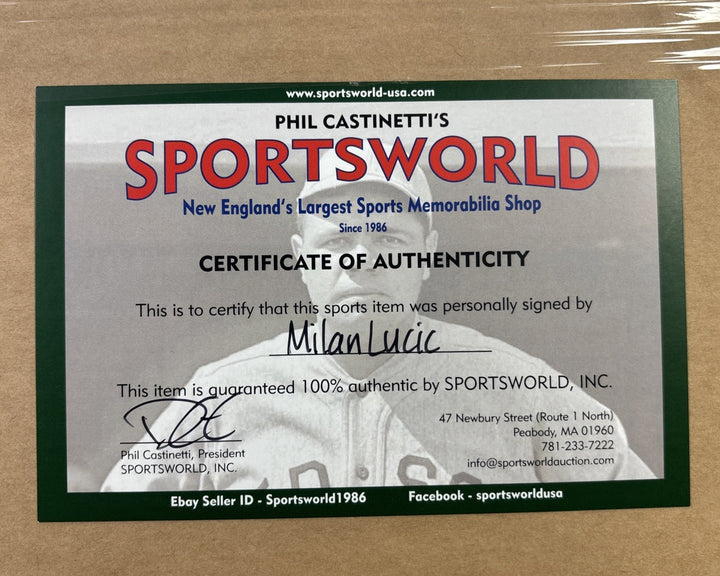 www.sportsworld-usa.com
PHIL CASTINETTI'S
SPORTSWORLD
New England's Largest Sports Memorabilia Shop
Since 1986
CERTIFICATE OF AUTHENTICITY
This is to certify that this sports item was personally signed by
Milan Lucic
This item is guaranteed 100% authentic by SPORTSWORLD, INC.
Phil Castinetti, President
SPORTSWORLD, INC.
47 Newbury Street (Route 1 North)
Peabody, MA 01960
781-233-7222
info@sportsworldauction.com
Ebay Seller ID - Sportsworld1986
Facebook - sportsworldusa